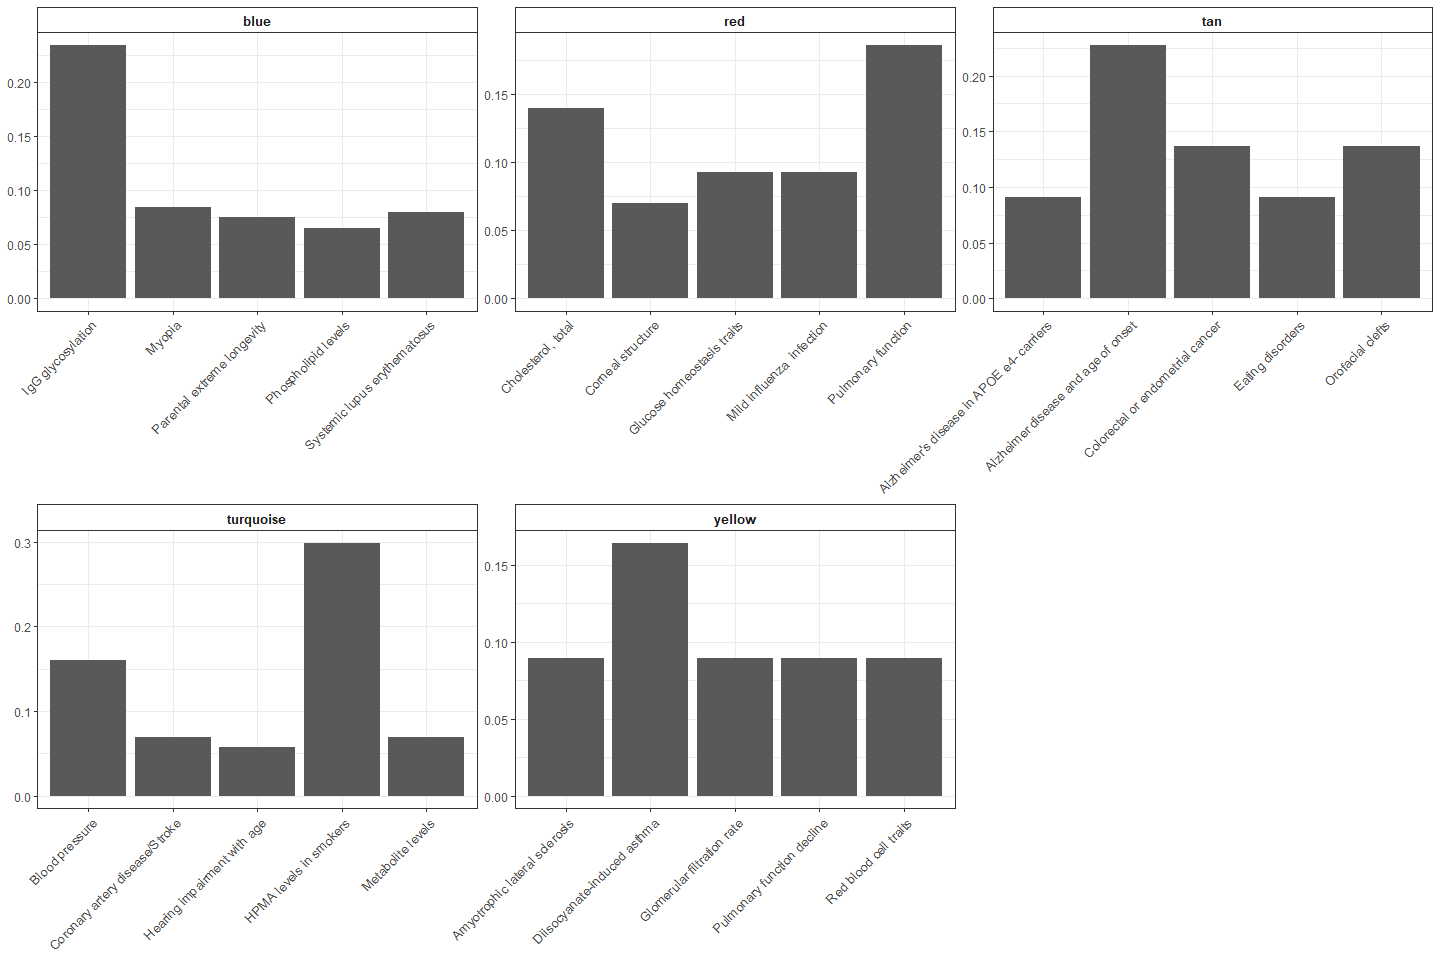 blue
0.20
0.15
0.10
0.05
0.00
IgG glycosylation
Myopia
Parental extreme longevity
Phospholipid levels
Systemic lupus erythematosus
red
0.15
0.10
0.05
0.00
Cholesterol, total
Corneal structure
Glucose homeostasis traits
Mild influenza infection
Pulmonary function
tan
0.20
0.15
0.10
0.05
0.00
Alzheimer's disease in APOE e4- carriers
Alzheimer disease and age of onset
Colorectal or endometrial cancer
Eating disorders
Orofacial clefts
turquoise
0.3
0.2
0.1
0.0
Blood pressure
Coronary artery disease/Stroke
Hearing impairment with age
HPMA levels in smokers
Metabolite levels
yellow
0.15
0.10
0.05
0.00
Amyotrophic lateral sclerosis
Diisocyanate-induced asthma
Glomerular filtration rate
Pulmonary function decline
Red blood cell traits